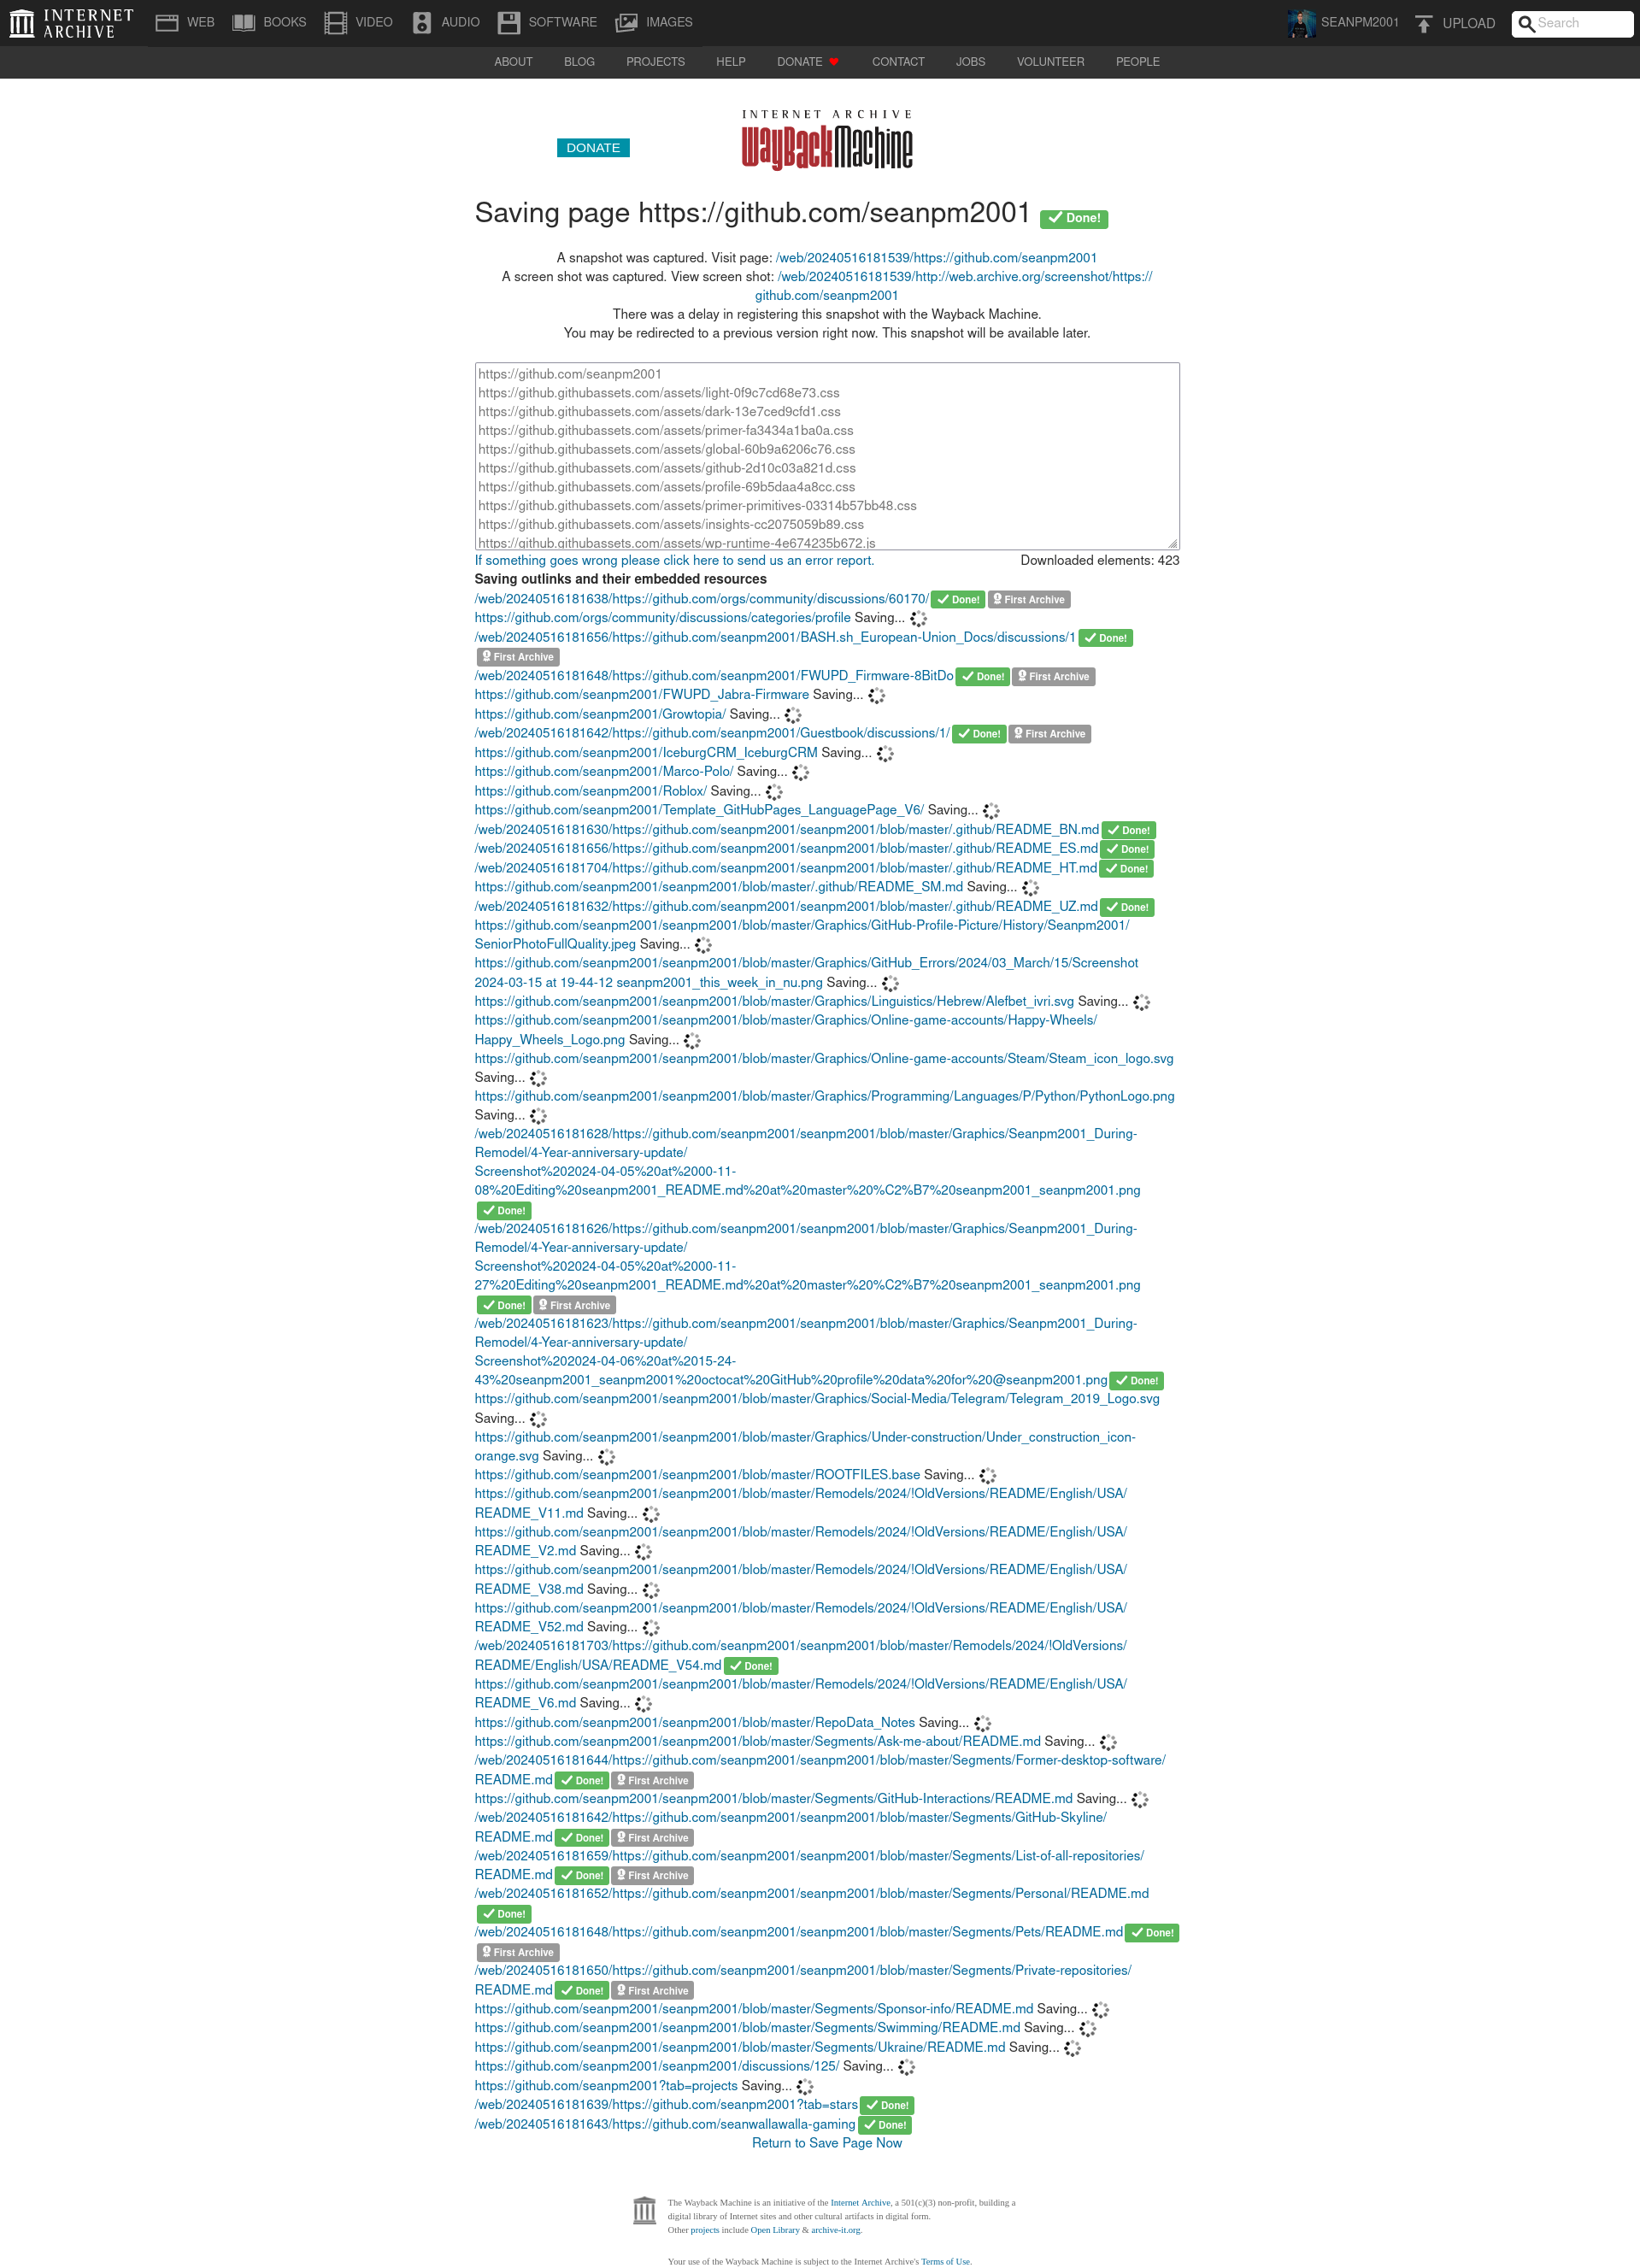 INTERNET ARCHIVE
WEB BOOKS VIDEO AUDIO SOFTWARE IMAGES SEANPM2001 UPLOAD Search
ABOUT BLOG PROJECTS HELP DONATE CONTACT JOBS VOLUNTEER PEOPLE
INTERNET ARCHIVE
DONATE
WayBackMachine
Saving page https://github.com/seanpm2001 Done!
A snapshot was captured. Visit page: /web/20240516181539/https://github.com/seanpm2001
A screen shot was captured. View screen shot: /web/20240516181539/http://web.archive.org/screenshot/https://
github.com/seanpm2001
There was a delay in registering this snapshot with the Wayback Machine.
You may be redirected to a previous version right now. This snapshot will be available later.
https://github.com/seanpm2001
https://github.githubassets.com/assets/light-0f9c7cd68e73.css
https://github.githubassets.com/assets/dark-13e7ced9cfd1.css
https://github.githubassets.com/assets/primer-fa3434a1ba0a.css
https://github.githubassets.com/assets/global-60b9a6206c76.css
https://github.githubassets.com/assets/github-2d10c03a821d.css
https://github.githubassets.com/assets/profile-69b5daa4a8cc.css
https://github.githubassets.com/assets/primer-primitives-03314b57bb48.css
https://github.githubassets.com/assets/insights-cc2075059b89.css
https://github.githubassets.com/assets/wp-runtime-4e674235b672.js
If something goes wrong please click here to send us an error report. Downloaded elements: 423
Saving outlinks and their embedded resources
/web/20240516181638/https://github.com/orgs/community/discussions/60170/ Done! First Archive
https://github.com/orgs/community/discussions/categories/profile Saving...
/web/20240516181656/https://github.com/seanpm2001/BASH.sh_European-Union_Docs/discussions/1 Done!
First Archive
/web/20240516181648/https://github.com/seanpm2001/FWUPD_Firmware-8BitDo Done! First Archive
https://github.com/seanpm2001/FWUPD_Jabra-Firmware Saving...
https://github.com/seanpm2001/Growtopia/ Saving...
/web/20240516181642/https://github.com/seanpm2001/Guestbook/discussions/1/ Done! First Archive
https://github.com/seanpm2001/IceburgCRM_IceburgCRM Saving...
https://github.com/seanpm2001/Marco-Polo/ Saving...
https://github.com/seanpm2001/Roblox/ Saving...
https://github.com/seanpm2001/Template_GitHubPages_LanguagePage_V6/ Saving...
/web/20240516181630/https://github.com/seanpm2001/seanpm2001/blob/master/.github/README_BN.md Done!
/web/20240516181656/https://github.com/seanpm2001/seanpm2001/blob/master/.github/README_ES.md Done!
/web/20240516181704/https://github.com/seanpm2001/seanpm2001/blob/master/.github/README_HT.md Done!
https://github.com/seanpm2001/seanpm2001/blob/master/.github/README_SM.md Saving...
/web/20240516181632/https://github.com/seanpm2001/seanpm2001/blob/master/.github/README_UZ.md Done!
https://github.com/seanpm2001/seanpm2001/blob/master/Graphics/GitHub-Profile-Picture/History/Seanpm2001/
SeniorPhotoFullQuality.jpeg Saving...
https://github.com/seanpm2001/seanpm2001/blob/master/Graphics/GitHub_Errors/2024/03_March/15/Screenshot
2024-03-15 at 19-44-12 seanpm2001_this_week_in_nu.png Saving...
https://github.com/seanpm2001/seanpm2001/blob/master/Graphics/Linguistics/Hebrew/Alefbet_ivri.svg Saving...
https://github.com/seanpm2001/seanpm2001/blob/master/Graphics/Online-game-accounts/Happy-Wheels/
Happy_Wheels_Logo.png Saving...
https://github.com/seanpm2001/seanpm2001/blob/master/Graphics/Online-game-accounts/Steam/Steam_icon_logo.svg
Saving...
https://github.com/seanpm2001/seanpm2001/blob/master/Graphics/Programming/Languages/P/Python/PythonLogo.png
Saving...
/web/20240516181628/https://github.com/seanpm2001/seanpm2001/blob/master/Graphics/Seanpm2001_During-
Remodel/4-Year-anniversary-update/
Screenshot%202024-04-05%20at%2000-11-
08%20Editing%20seanpm2001_README.md%20at%20master%20%C2%B7%20seanpm2001_seanpm2001.png
Done!
/web/20240516181626/https://github.com/seanpm2001/seanpm2001/blob/master/Graphics/Seanpm2001_During-
Remodel/4-Year-anniversary-update/
Screenshot%202024-04-05%20at%2000-11-
27%20Editing%20seanpm2001_README.md%20at%20master%20%C2%B7%20seanpm2001_seanpm2001.png
Done! First Archive
/web/20240516181623/https://github.com/seanpm2001/seanpm2001/blob/master/Graphics/Seanpm2001_During-
Remodel/4-Year-anniversary-update/
Screenshot%202024-04-06%20at%2015-24-
43%20seanpm2001_seanpm2001%20octocat%20GitHub%20profile%20data%20for%20@seanpm2001.png Done!
https://github.com/seanpm2001/seanpm2001/blob/master/Graphics/Social-Media/Telegram/Telegram_2019_Logo.svg
Saving...
https://github.com/seanpm2001/seanpm2001/blob/master/Graphics/Under-construction/Under_construction_icon-
orange.svg Saving...
https://github.com/seanpm2001/seanpm2001/blob/master/ROOTFILES.base Saving...
https://github.com/seanpm2001/seanpm2001/blob/master/Remodels/2024/!OldVersions/README/English/USA/
README_V11.md Saving...
https://github.com/seanpm2001/seanpm2001/blob/master/Remodels/2024/!OldVersions/README/English/USA/
README_V2.md Saving...
https://github.com/seanpm2001/seanpm2001/blob/master/Remodels/2024/!OldVersions/README/English/USA/
README_V38.md Saving...
https://github.com/seanpm2001/seanpm2001/blob/master/Remodels/2024/!OldVersions/README/English/USA/
README_V52.md Saving...
/web/20240516181703/https://github.com/seanpm2001/seanpm2001/blob/master/Remodels/2024/!OldVersions/
README/English/USA/README_V54.md Done!
https://github.com/seanpm2001/seanpm2001/blob/master/Remodels/2024/!OldVersions/README/English/USA/
README_V6.md Saving...
https://github.com/seanpm2001/seanpm2001/blob/master/RepoData_Notes Saving...
https://github.com/seanpm2001/seanpm2001/blob/master/Segments/Ask-me-about/README.md Saving...
/web/20240516181644/https://github.com/seanpm2001/seanpm2001/blob/master/Segments/Former-desktop-software/
README.md Done! First Archive
https://github.com/seanpm2001/seanpm2001/blob/master/Segments/GitHub-Interactions/README.md Saving...
/web/20240516181642/https://github.com/seanpm2001/seanpm2001/blob/master/Segments/GitHub-Skyline/
README.md Done! First Archive
/web/20240516181659/https://github.com/seanpm2001/seanpm2001/blob/master/Segments/List-of-all-repositories/
README.md Done! First Archive
/web/20240516181652/https://github.com/seanpm2001/seanpm2001/blob/master/Segments/Personal/README.md
Done!
/web/20240516181648/https://github.com/seanpm2001/seanpm2001/blob/master/Segments/Pets/README.md Done!
First Archive
/web/20240516181650/https://github.com/seanpm2001/seanpm2001/blob/master/Segments/Private-repositories/
README.md Done! First Archive
https://github.com/seanpm2001/seanpm2001/blob/master/Segments/Sponsor-info/README.md Saving...
https://github.com/seanpm2001/seanpm2001/blob/master/Segments/Swimming/README.md Saving...
https://github.com/seanpm2001/seanpm2001/blob/master/Segments/Ukraine/README.md Saving...
https://github.com/seanpm2001/seanpm2001/discussions/125/ Saving...
https://github.com/seanpm2001?tab=projects Saving...
/web/20240516181639/https://github.com/seanpm2001?tab=stars Done!
/web/20240516181643/https://github.com/seanwallawalla-gaming Done!
Return to Save Page Now
The Wayback Machine is an initiative of the Internet Archive, a 501(c)(3) non-profit, building a
digital library of Internet sites and other cultural artifacts in digital form.
Other projects include Open Library & archive-it.org.
Your use of the Wayback Machine is subject to the Internet Archive's Terms of Use.